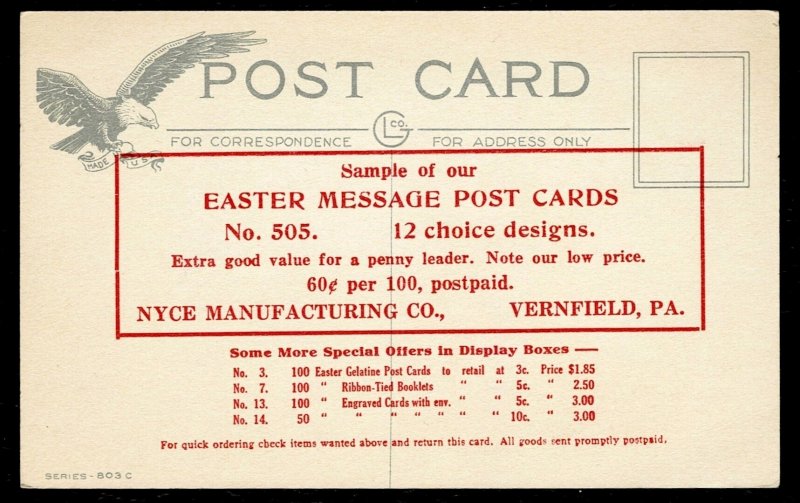 POST CARD
CO.
LG
FOR CORRESPONDENCE FOR ADDRESS ONLY
MADE U.S.
Sample of our
EASTER MESSAGE POST CARDS
No. 505. 12 choice designs.
Extra good value for a penny leader. Note our low price.
60¢ per 100, postpaid.
NYCE MANUFACTURING CO., VERNFIELD, PA.
Some More Special Offers in Display Boxes —
No. 3. 100 Easter Gelatine Post Cards to retail at 3c. Price $1.85
No. 7. 100 " Ribbon-Tied Booklets " " 5c. " 2.50
No. 13. 100 " Engraved Cards with env. " " 5c. " 3.00
No. 14. 50 " " " " " " " 10c. " 3.00
For quick ordering check items wanted above and return this card. All goods sent promptly postpaid.
SERIES - 803 C